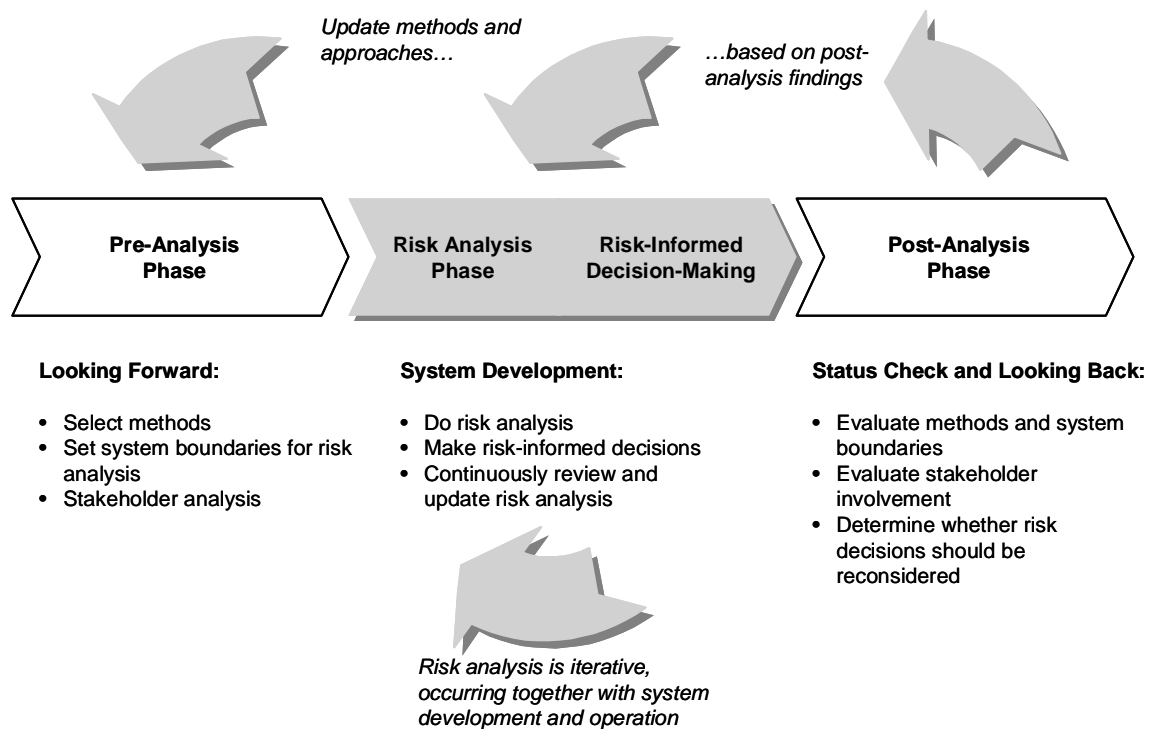 Update methods and
approaches…
…based on post-
analysis findings
Pre-Analysis
Phase
Risk Analysis
Phase
Risk-Informed
Decision-Making
Post-Analysis
Phase
Looking Forward:
• Select methods
• Set system boundaries for risk
analysis
• Stakeholder analysis
System Development:
• Do risk analysis
• Make risk-informed decisions
• Continuously review and
update risk analysis
Status Check and Looking Back:
• Evaluate methods and system
boundaries
• Evaluate stakeholder
involvement
• Determine whether risk
decisions should be
reconsidered
Risk analysis is iterative,
occurring together with system
development and operation